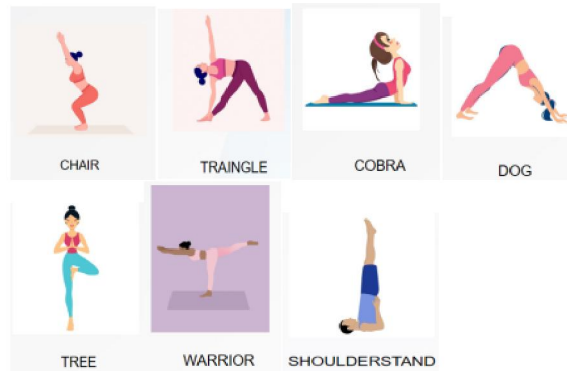 CHAIR
TRAINGLE
COBRA
DOG
TREE
WARRIOR
SHOULDERSTAND